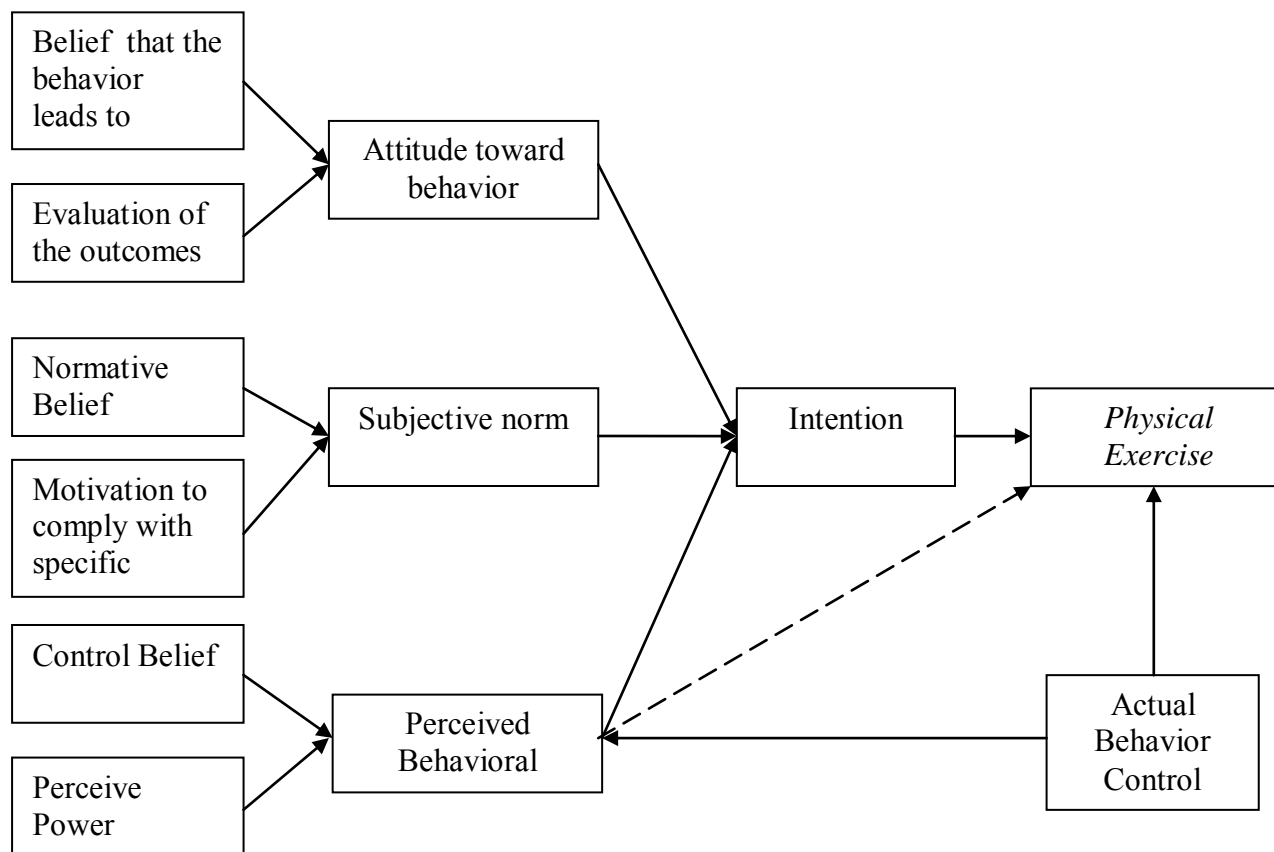 Belief that the
behavior
leads to
Evaluation of
the outcomes
Attitude toward
behavior
Normative
Belief
Motivation to
comply with
specific
Subjective norm
Intention
Physical
Exercise
Control Belief
Perceive
Power
Perceived
Behavioral
Actual
Behavior
Control